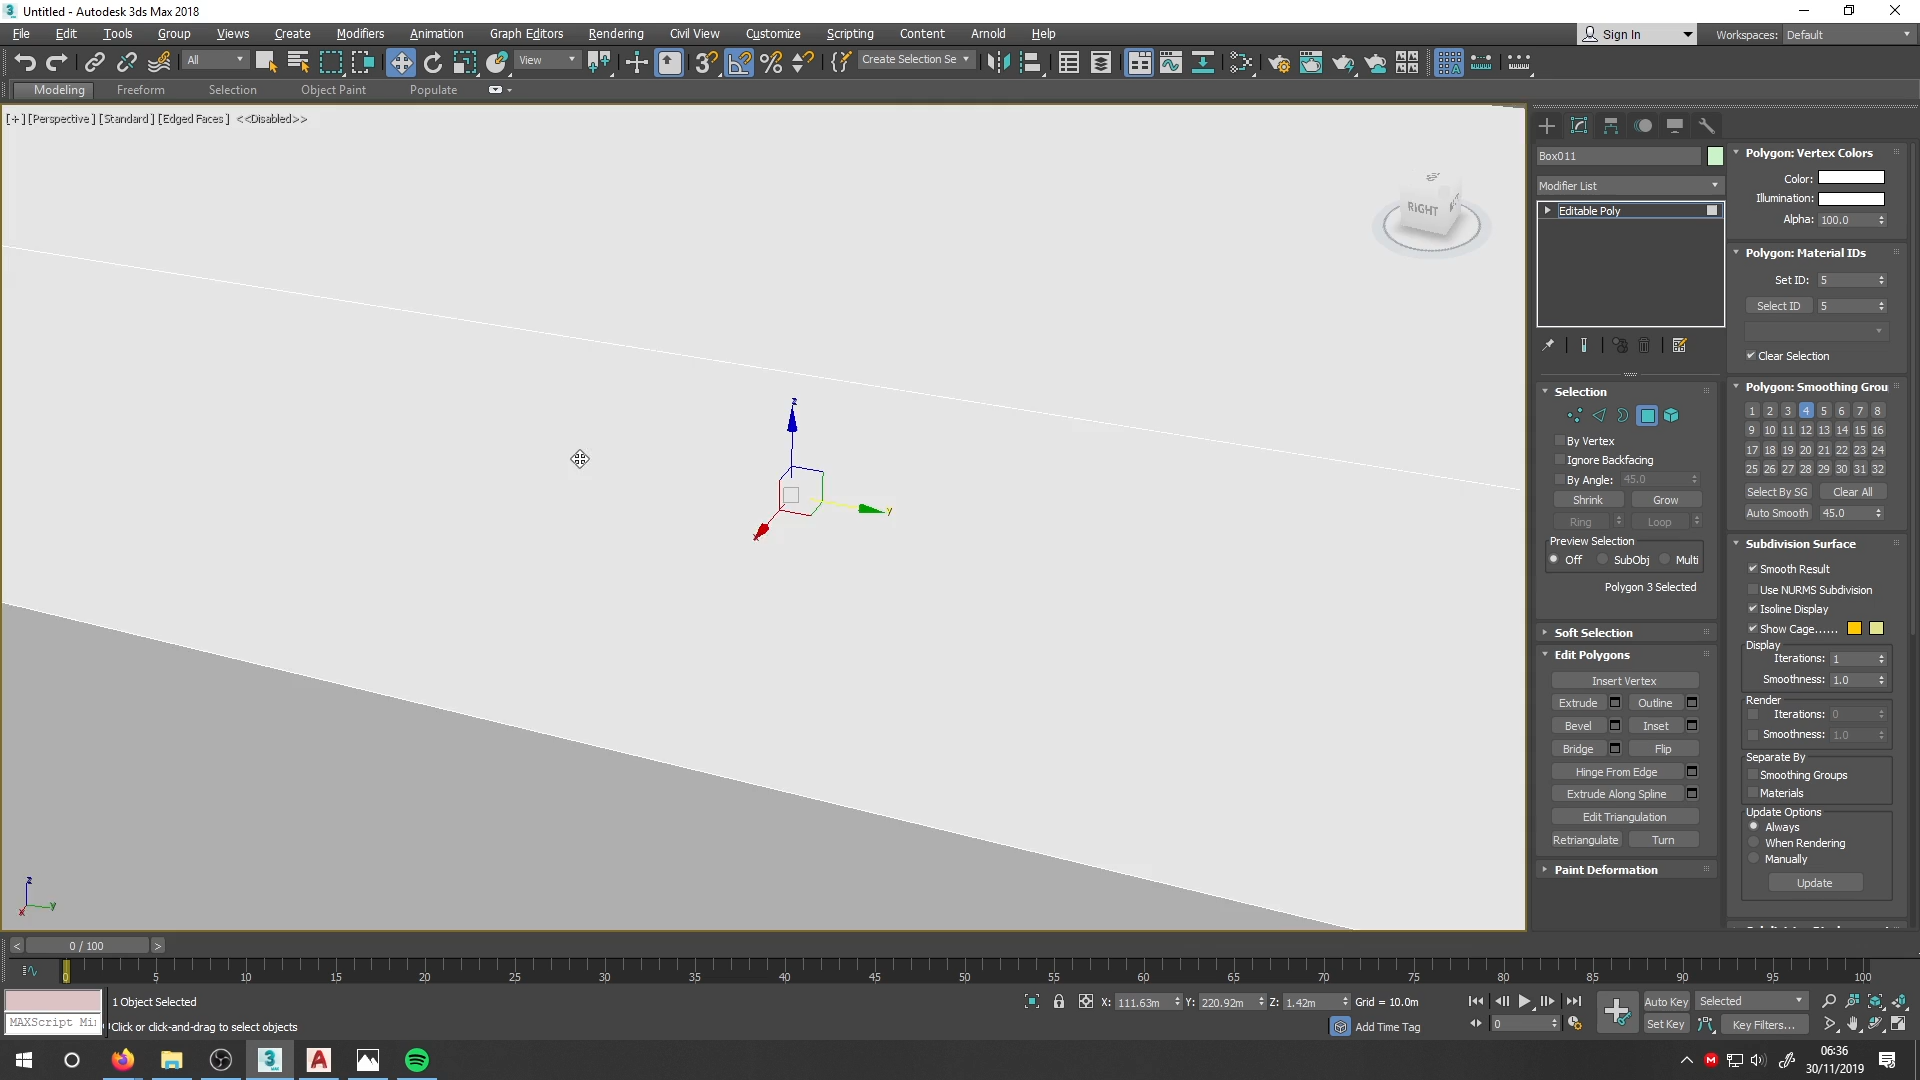 Untitled - Autodesk 3ds Max 2018
File Edit Tools Group Views Create Modifiers Animation Graph Editors Rendering Civil View Customize Scripting Content Arnold Help
Sign In Workspaces: Default
All View Create Selection Se
Modeling Freeform Selection Object Paint Populate
[+] [Perspective] [Standard] [Edged Faces] <<Disabled>>
RIGHT
z
y
x
z
y
x
Box011
Modifier List
Editable Poly
Selection
By Vertex
Ignore Backfacing
By Angle: 45.0
Shrink Grow
Ring Loop
Preview Selection
Off SubObj Multi
Polygon 3 Selected
Soft Selection
Edit Polygons
Insert Vertex
Extrude Outline
Bevel Inset
Bridge Flip
Hinge From Edge
Extrude Along Spline
Edit Triangulation
Retriangulate Turn
Paint Deformation
Polygon: Vertex Colors
Color:
Illumination:
Alpha: 100.0
Polygon: Material IDs
Set ID: 5
Select ID 5
Clear Selection
Polygon: Smoothing Grou
1 2 3 4 5 6 7 8
9 10 11 12 13 14 15 16
17 18 19 20 21 22 23 24
25 26 27 28 29 30 31 32
Select By SG Clear All
Auto Smooth 45.0
Subdivision Surface
Smooth Result
Use NURMS Subdivision
Isoline Display
Show Cage......
Display
Iterations: 1
Smoothness: 1.0
Render
Iterations: 0
Smoothness: 1.0
Separate By
Smoothing Groups
Materials
Update Options
Always
When Rendering
Manually
Update
< 0 / 100 >
0 5 10 15 20 25 30 35 40 45 50 55 60 65 70 75 80 85 90 95 100
1 Object Selected
MAXScript Mi
Click or click-and-drag to select objects
X: 111.63m Y: 220.92m Z: 1.42m Grid = 10.0m
Add Time Tag
0
Auto Key Selected
Set Key Key Filters...
06:36
30/11/2019